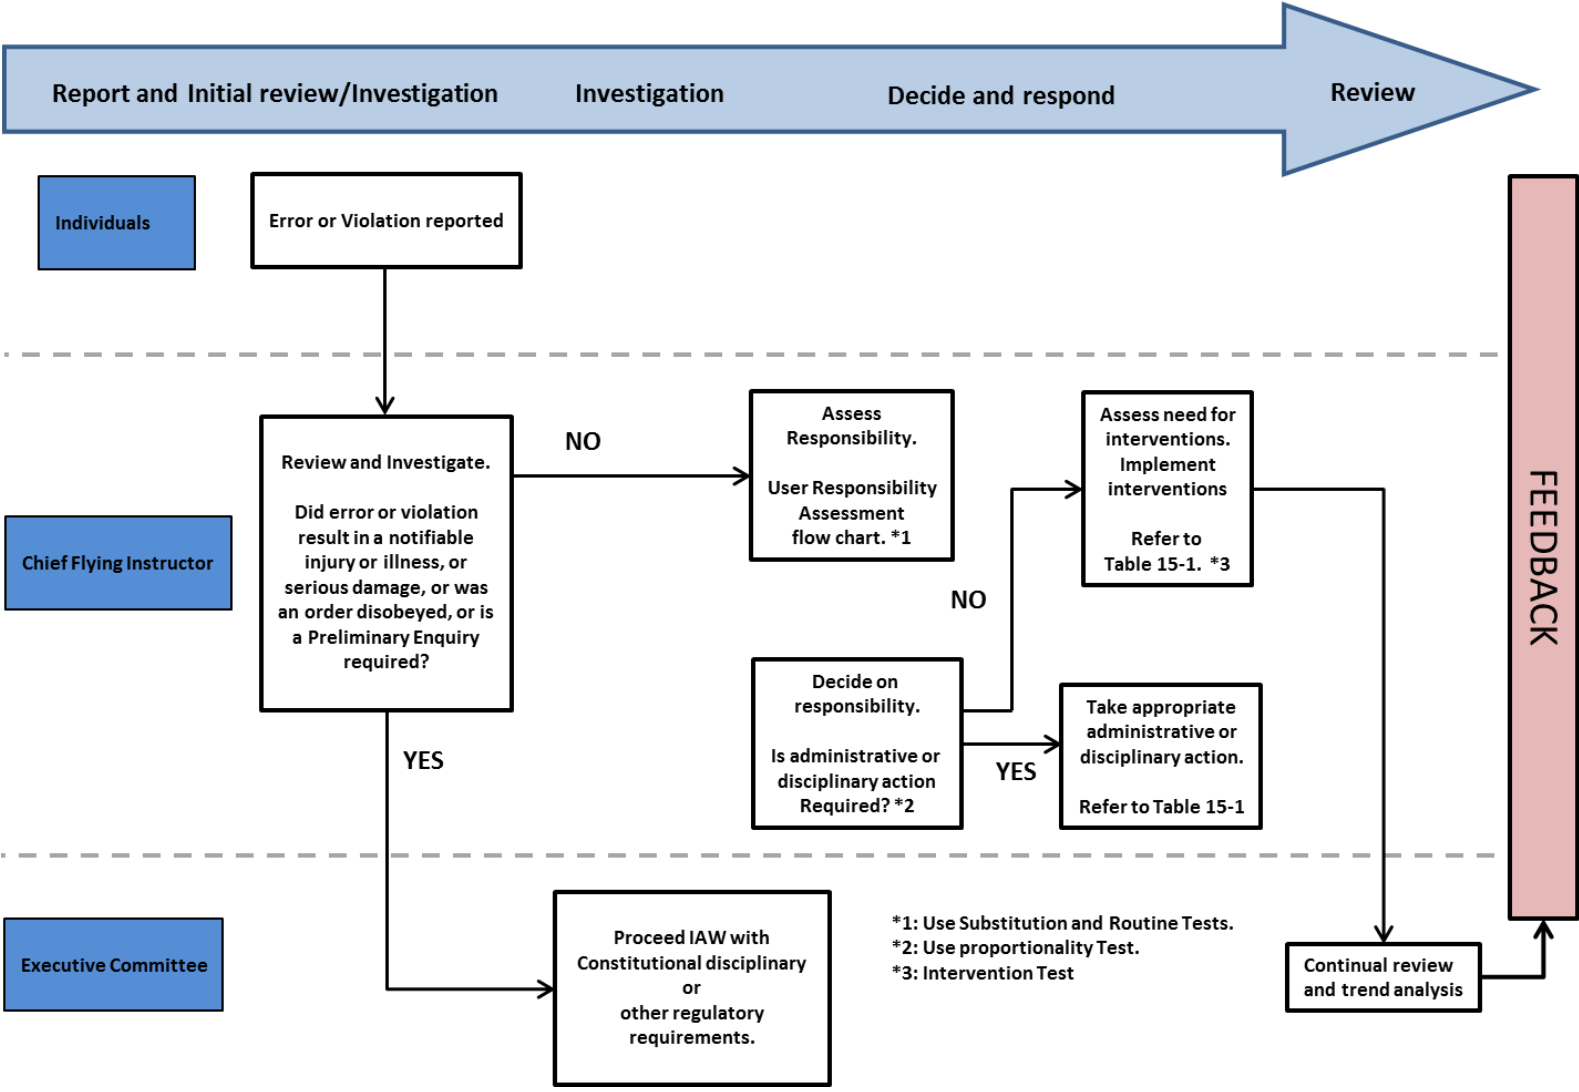 Report and Initial review/Investigation
Investigation
Decide and respond
Review
Individuals
Error or Violation reported
Chief Flying Instructor
Review and Investigate.
Did error or violation
result in a notifiable
injury or illness, or
serious damage, or was
an order disobeyed, or is
a Preliminary Enquiry
required?
NO
YES
Assess
Responsibility.
User Responsibility
Assessment
flow chart. *1
Decide on
responsibility.
Is administrative or
disciplinary action
Required? *2
NO
YES
Assess need for
interventions.
Implement
interventions
Refer to
Table 15-1. *3
Take appropriate
administrative or
disciplinary action.
Refer to Table 15-1
Executive Committee
Proceed IAW with
Constitutional disciplinary
or
other regulatory
requirements.
*1: Use Substitution and Routine Tests.
*2: Use proportionality Test.
*3: Intervention Test
Continual review
and trend analysis
FEEDBACK